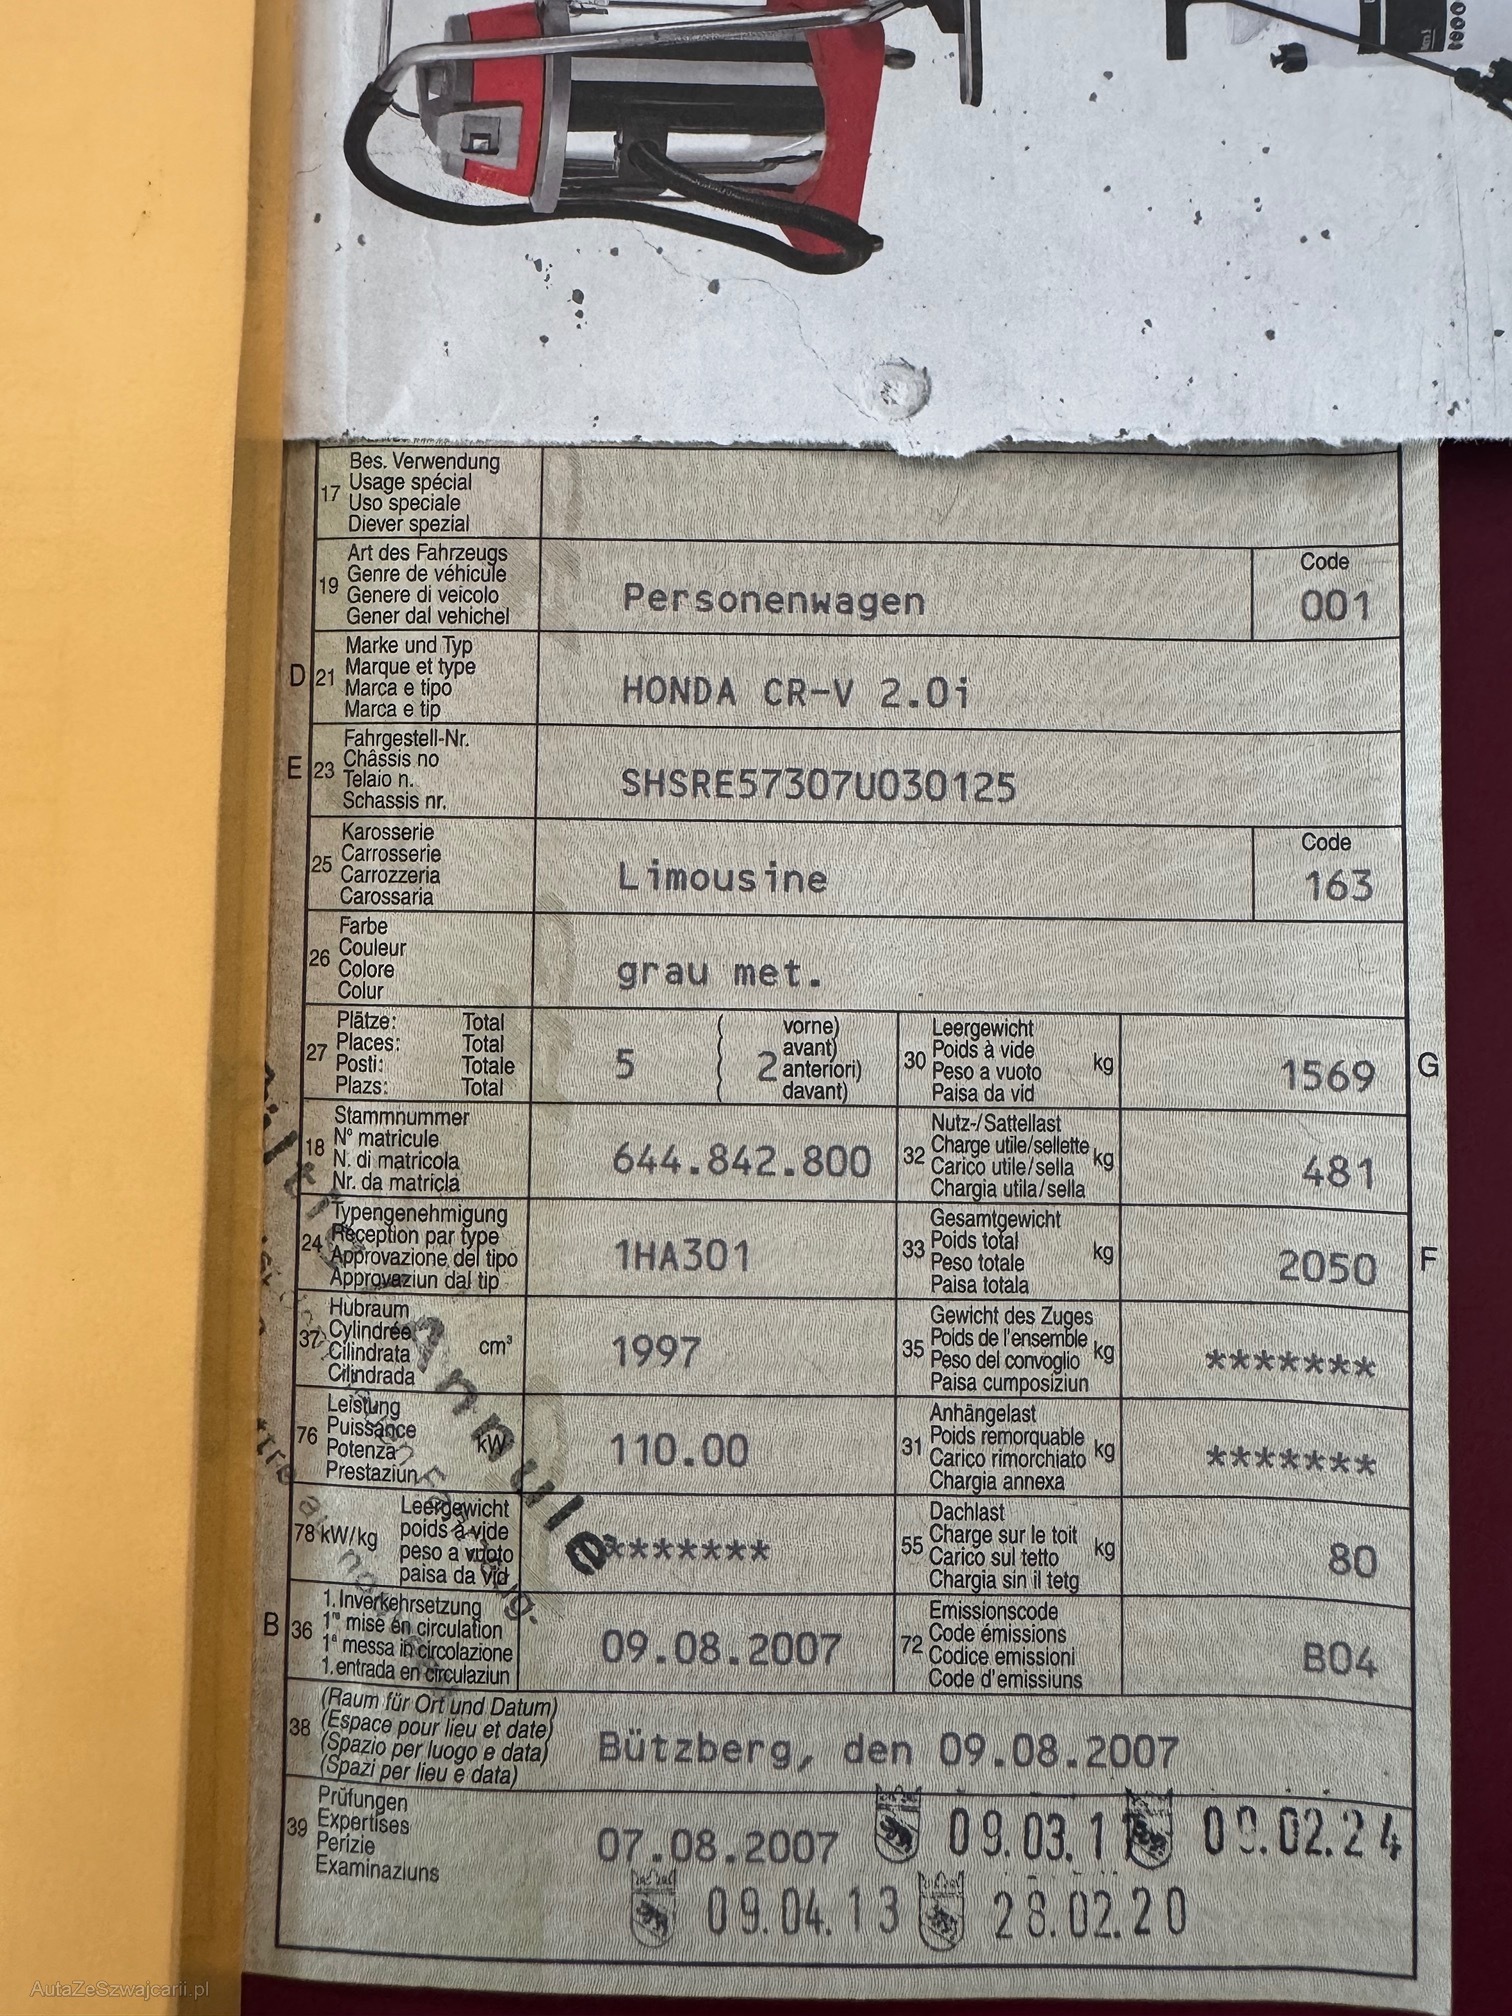 17 Bes. Verwendung
Usage spécial
Uso speciale
Diever spezial
19 Art des Fahrzeugs
Genre de véhicule
Genere di veicolo
Gener dal vehichel
Personenwagen
Code
001
D 21 Marke und Typ
Marque et type
Marca e tipo
Marca e tip
HONDA CR-V 2.0i
E 23 Fahrgestell-Nr.
Châssis no
Telaio n.
Schassis nr.
SHSRE57307U030125
25 Karosserie
Carrosserie
Carrozzeria
Carossaria
Limousine
Code
163
26 Farbe
Couleur
Colore
Colur
grau met.
27 Plätze: Total
Places: Total
Posti: Totale
Plazs: Total
5
2
vorne)
avant)
anteriori)
davant)
30 Leergewicht
Poids à vide
Peso a vuoto
Paisa da vid
kg
1569
G
18 Stammnummer
N° matricule
N. di matricola
Nr. da matricla
644.842.800
32 Nutz-/Sattellast
Charge utile/sellette
Carico utile/sella
Chargia utila/sella
kg
481
24 Typengenehmigung
Réception par type
Approvazione del tipo
Approvaziun dal tip
1HA301
33 Gesamtgewicht
Poids total
Peso totale
Paisa totala
kg
2050
F
37 Hubraum
Cylindrée
Cilindrata
Cilindrada
cm³
1997
35 Gewicht des Zuges
Poids de l'ensemble
Peso del convoglio
Paisa cumposiziun
kg
*******
76 Leistung
Puissance
Potenza
Prestaziun
kW
110.00
31 Anhängelast
Poids remorquable
Carico rimorchiato
Chargia annexa
kg
*******
78 kW/kg
Leergewicht
poids à vide
peso a vuoto
paisa da vid
*******
55 Dachlast
Charge sur le toit
Carico sul tetto
Chargia sin il tetg
kg
80
B 36 1. Inverkehrsetzung
1re mise en circulation
1a messa in circolazione
1. entrada en circulaziun
09.08.2007
72 Emissionscode
Code émissions
Codice emissioni
Code d'emissiuns
B04
38 (Raum für Ort und Datum)
(Espace pour lieu et date)
(Spazio per luogo e data)
(Spazi per lieu e data)
Bützberg, den 09.08.2007
39 Prüfungen
Expertises
Perizie
Examinaziuns
07.08.2007
09.03.1
09.02.24
09.04.13
28.02.20
Annulé
AutaZeSzwajcarii.pl